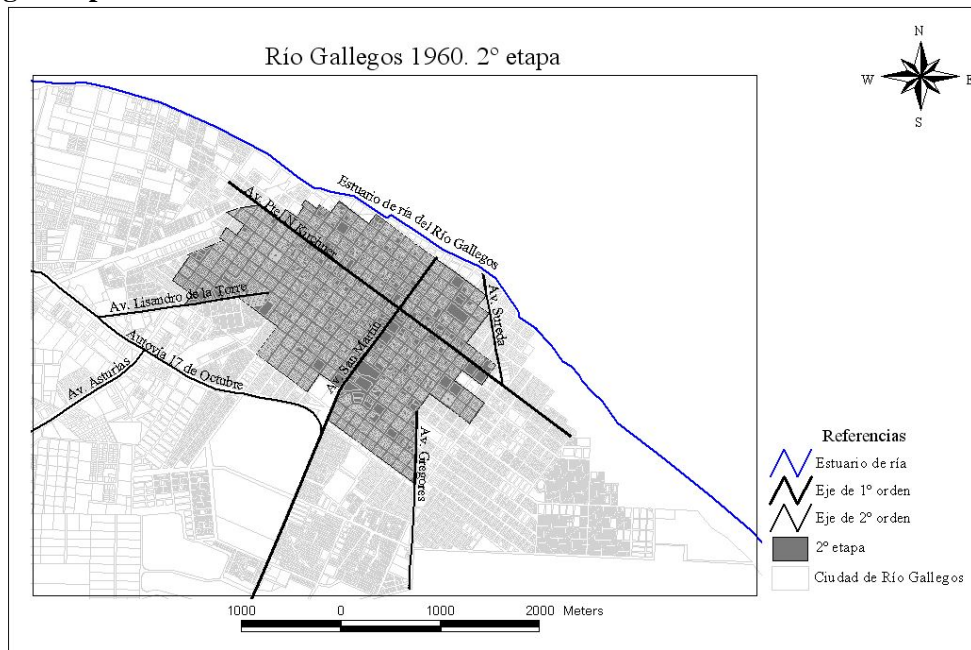 Río Gallegos 1960. 2° etapa
N
W
E
S
Estuario de ría del Río Gallegos
Av. Pte. N Kirchner
Av. Lisandro de la Torre
Av. Sureda
Av. San Martín
Autovía 17 de Octubre
Av. Asturias
Av. Gregores
Referencias
Estuario de ría
Eje de 1° orden
Eje de 2° orden
2° etapa
Ciudad de Río Gallegos
1000 0 1000 2000 Meters